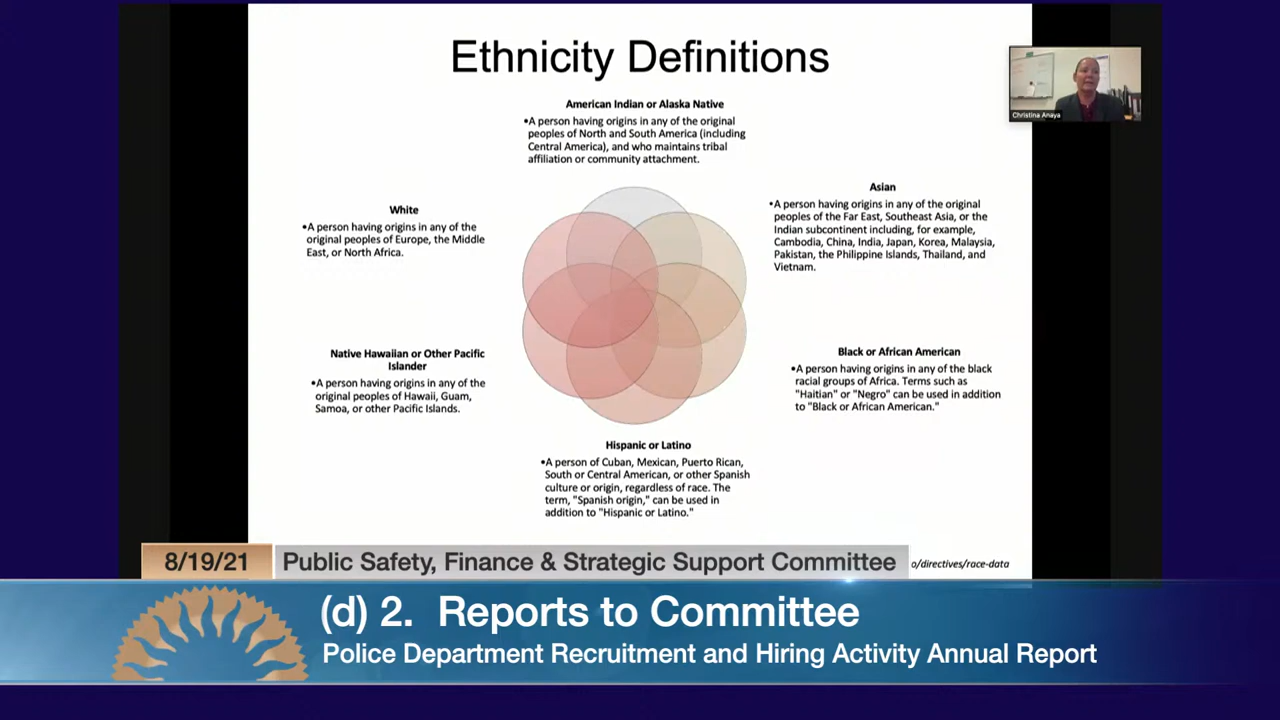 Ethnicity Definitions
Christina Anaya
American Indian or Alaska Native
•A person having origins in any of the original
peoples of North and South America (including
Central America), and who maintains tribal
affiliation or community attachment.
White
•A person having origins in any of the
original peoples of Europe, the Middle
East, or North Africa.
Asian
•A person having origins in any of the original
peoples of the Far East, Southeast Asia, or the
Indian subcontinent including, for example,
Cambodia, China, India, Japan, Korea, Malaysia,
Pakistan, the Philippine Islands, Thailand, and
Vietnam.
Native Hawaiian or Other Pacific
Islander
•A person having origins in any of the
original peoples of Hawaii, Guam,
Samoa, or other Pacific Islands.
Black or African American
•A person having origins in any of the black
racial groups of Africa. Terms such as
"Haitian" or "Negro" can be used in addition
to "Black or African American."
Hispanic or Latino
•A person of Cuban, Mexican, Puerto Rican,
South or Central American, or other Spanish
culture or origin, regardless of race. The
term, "Spanish origin," can be used in
addition to "Hispanic or Latino."
8/19/21 Public Safety, Finance & Strategic Support Committee
o/directives/race-data
(d) 2. Reports to Committee
Police Department Recruitment and Hiring Activity Annual Report